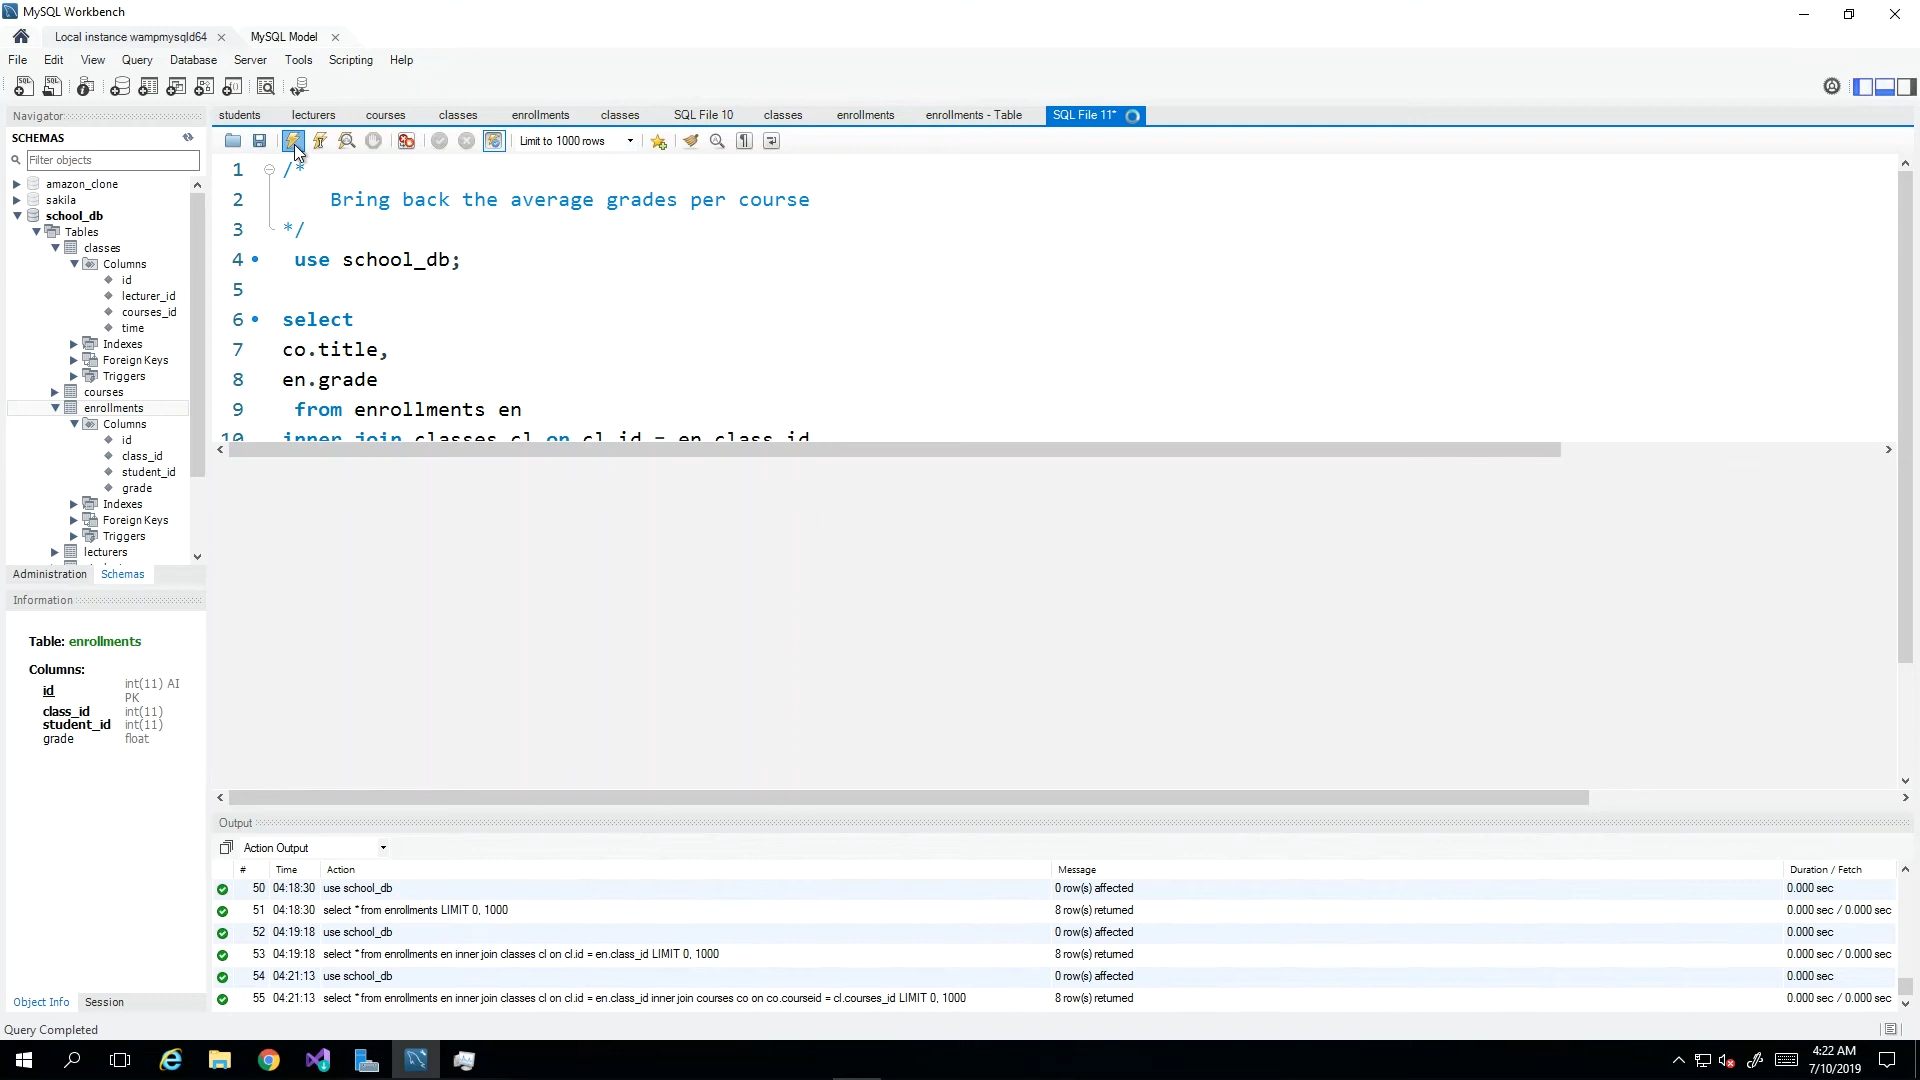 MySQL Workbench
Local instance wampmysqld64
MySQL Model
File Edit View Query Database Server Tools Scripting Help
Navigator
SCHEMAS
Filter objects
amazon_clone
sakila
school_db
Tables
classes
Columns
id
lecturer_id
courses_id
time
Indexes
Foreign Keys
Triggers
courses
enrollments
Columns
id
class_id
student_id
grade
Indexes
Foreign Keys
Triggers
lecturers
Administration Schemas
Information
Table: enrollments
Columns:
id int(11) AI PK
class_id int(11)
student_id int(11)
grade float
Object Info Session
Query Completed
students lecturers courses classes enrollments classes SQL File 10 classes enrollments enrollments - Table SQL File 11*
Limit to 1000 rows
1 /*
2 Bring back the average grades per course
3 */
4 use school_db;
5
6 select
7 co.title,
8 en.grade
9 from enrollments en
10 inner join classes cl on cl.id = en.class_id
Output
Action Output
# Time Action Message Duration / Fetch
50 04:18:30 use school_db 0 row(s) affected 0.000 sec
51 04:18:30 select * from enrollments LIMIT 0, 1000 8 row(s) returned 0.000 sec / 0.000 sec
52 04:19:18 use school_db 0 row(s) affected 0.000 sec
53 04:19:18 select * from enrollments en inner join classes cl on cl.id = en.class_id LIMIT 0, 1000 8 row(s) returned 0.000 sec / 0.000 sec
54 04:21:13 use school_db 0 row(s) affected 0.000 sec
55 04:21:13 select * from enrollments en inner join classes cl on cl.id = en.class_id inner join courses co on co.courseid = cl.courses_id LIMIT 0, 1000 8 row(s) returned 0.000 sec / 0.000 sec
4:22 AM
7/10/2019